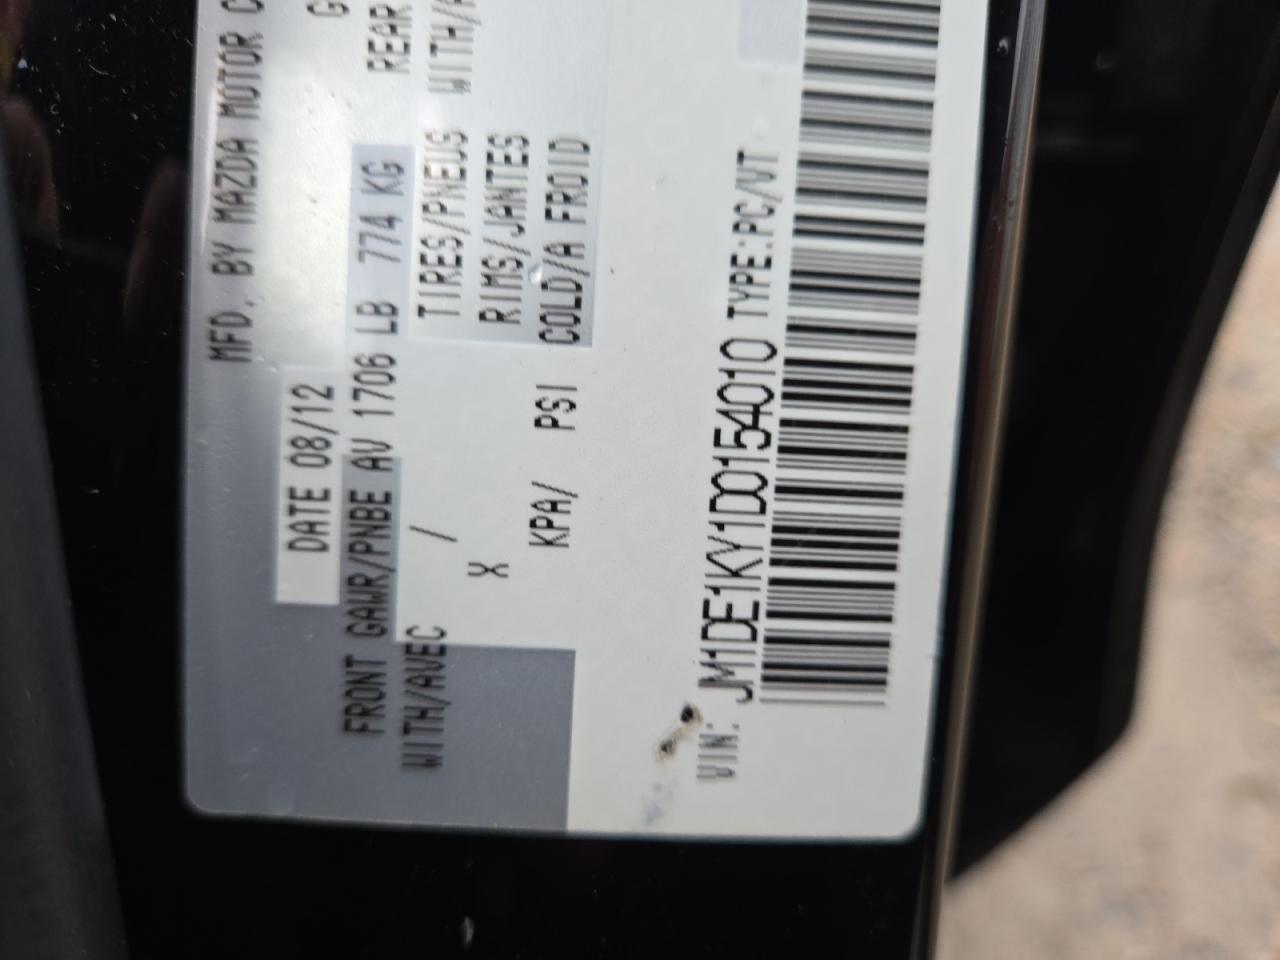 MFD. BY MAZDA MOTOR C
DATE 08/12 G
FRONT GAWR/PNBE AV 1706 LB 774 KG REAR
WITH/AVEC / TIRES/PNEUS WITH/A
X RIMS/JANTES
KPA/ PSI COLD/A FROID
VIN: JM1DE1KY1D0154010 TYPE:PC/VT